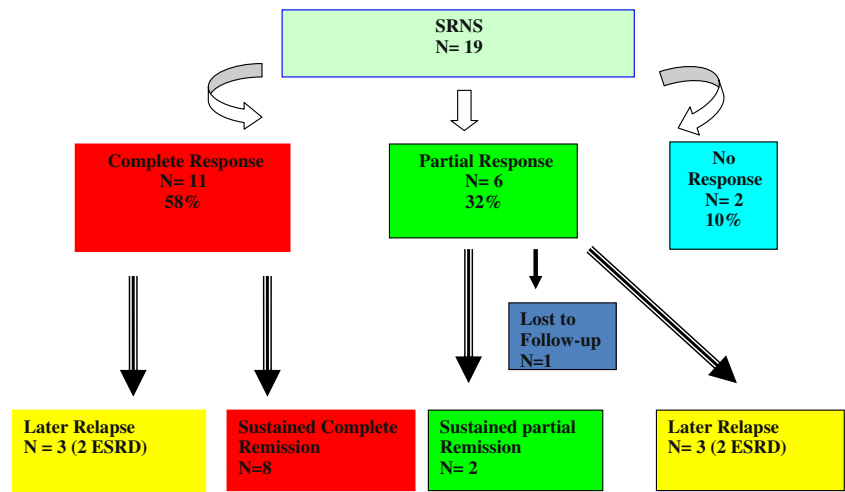 SRNS
N= 19
Complete Response
N= 11
58%
Partial Response
N= 6
32%
No
Response
N= 2
10%
Lost to
Follow-up
N=1
Later Relapse
N = 3 (2 ESRD)
Sustained Complete
Remission
N=8
Sustained partial
Remission
N= 2
Later Relapse
N= 3 (2 ESRD)